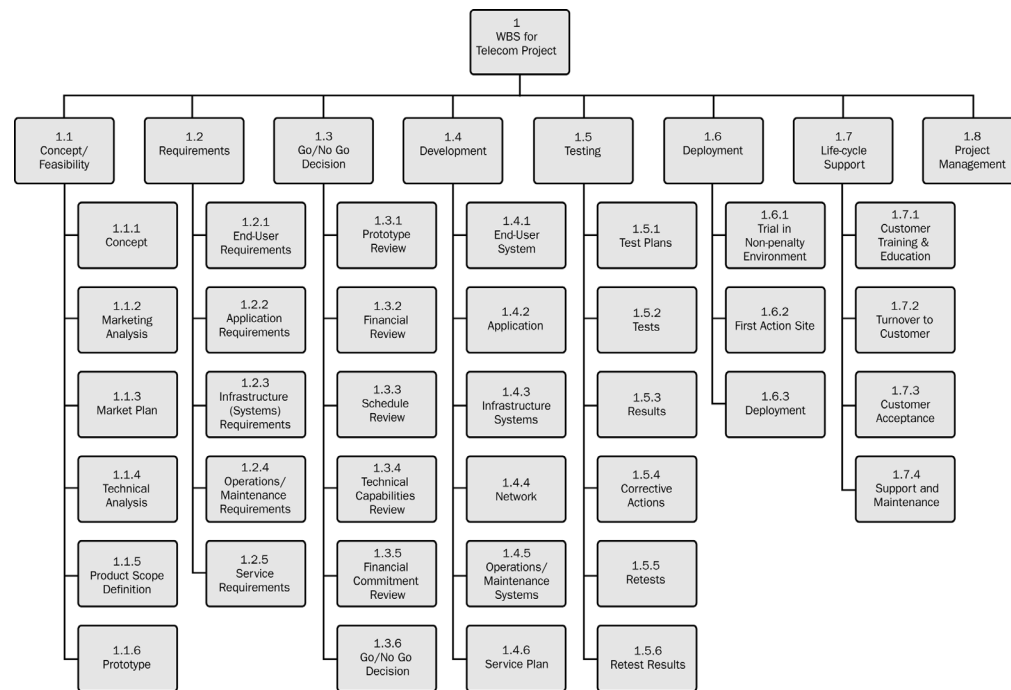 1
WBS for
Telecom Project
1.1
Concept/
Feasibility
1.2
Requirements
1.3
Go/No Go
Decision
1.4
Development
1.5
Testing
1.6
Deployment
1.7
Life-cycle
Support
1.8
Project
Management
1.1.1
Concept
1.1.2
Marketing
Analysis
1.1.3
Market Plan
1.1.4
Technical
Analysis
1.1.5
Product Scope
Definition
1.1.6
Prototype
1.2.1
End-User
Requirements
1.2.2
Application
Requirements
1.2.3
Infrastructure
(Systems)
Requirements
1.2.4
Operations/
Maintenance
Requirements
1.2.5
Service
Requirements
1.3.1
Prototype
Review
1.3.2
Financial
Review
1.3.3
Schedule
Review
1.3.4
Technical
Capabilities
Review
1.3.5
Financial
Commitment
Review
1.3.6
Go/No Go
Decision
1.4.1
End-User
System
1.4.2
Application
1.4.3
Infrastructure
Systems
1.4.4
Network
1.4.5
Operations/
Maintenance
Systems
1.4.6
Service Plan
1.5.1
Test Plans
1.5.2
Tests
1.5.3
Results
1.5.4
Corrective
Actions
1.5.5
Retests
1.5.6
Retest Results
1.6.1
Trial in
Non-penalty
Environment
1.6.2
First Action Site
1.6.3
Deployment
1.7.1
Customer
Training &
Education
1.7.2
Turnover to
Customer
1.7.3
Customer
Acceptance
1.7.4
Support and
Maintenance